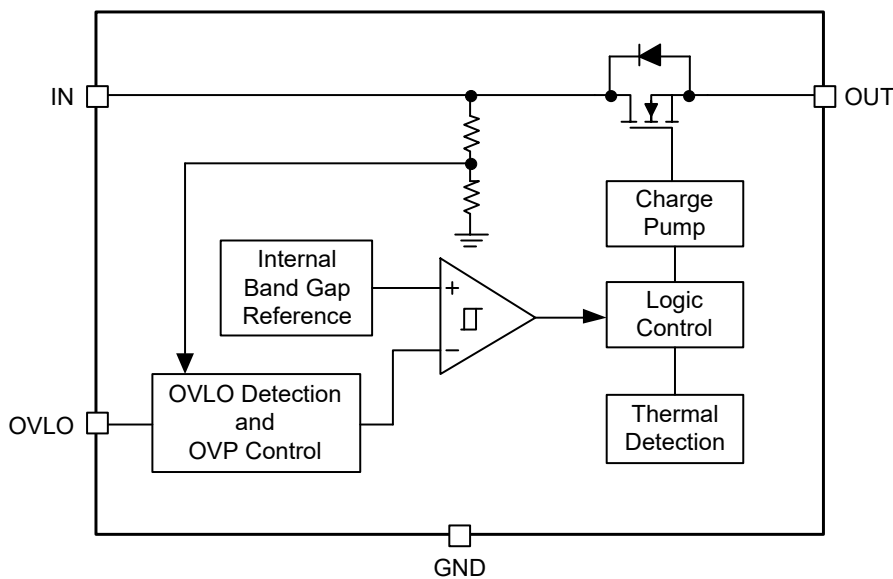 IN
OUT
Charge
Pump
Internal
Band Gap
Reference
+
−
Logic
Control
OVLO
OVLO Detection
and
OVP Control
Thermal
Detection
GND